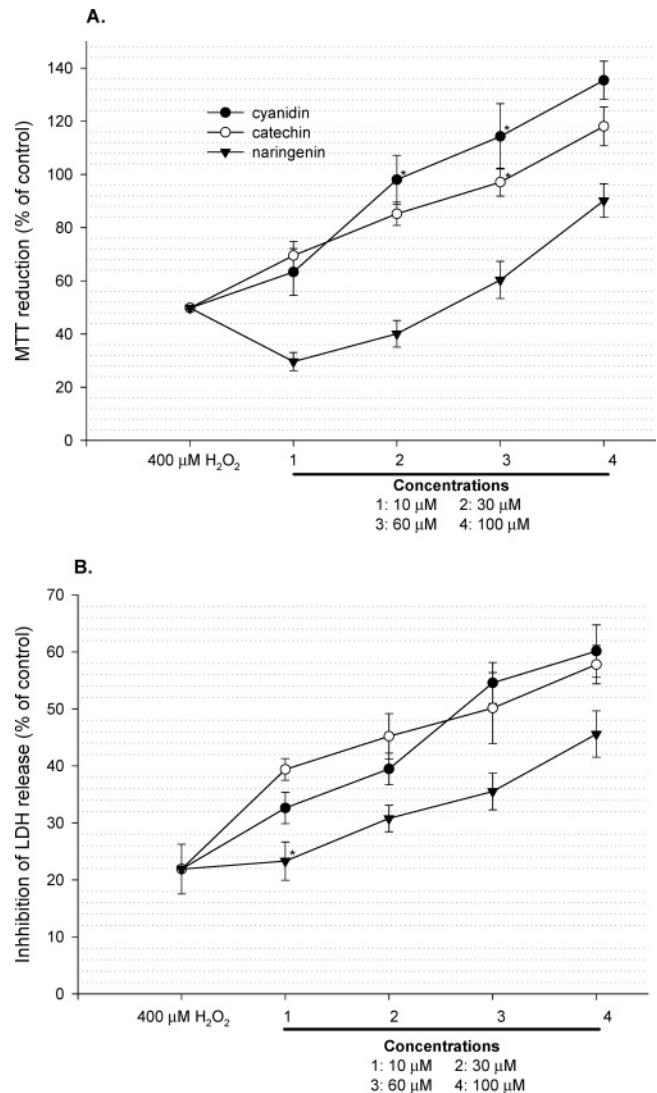 A.
MTT reduction (% of control)
140
120
100
80
60
40
20
0
cyanidin
catechin
naringenin
*
*
*
400 μM H₂O₂ 1 2 3 4
Concentrations
1: 10 μM 2: 30 μM
3: 60 μM 4: 100 μM
B.
Inhhibition of LDH release (% of control)
70
60
50
40
30
20
10
0
*
400 μM H₂O₂ 1 2 3 4
Concentrations
1: 10 μM 2: 30 μM
3: 60 μM 4: 100 μM